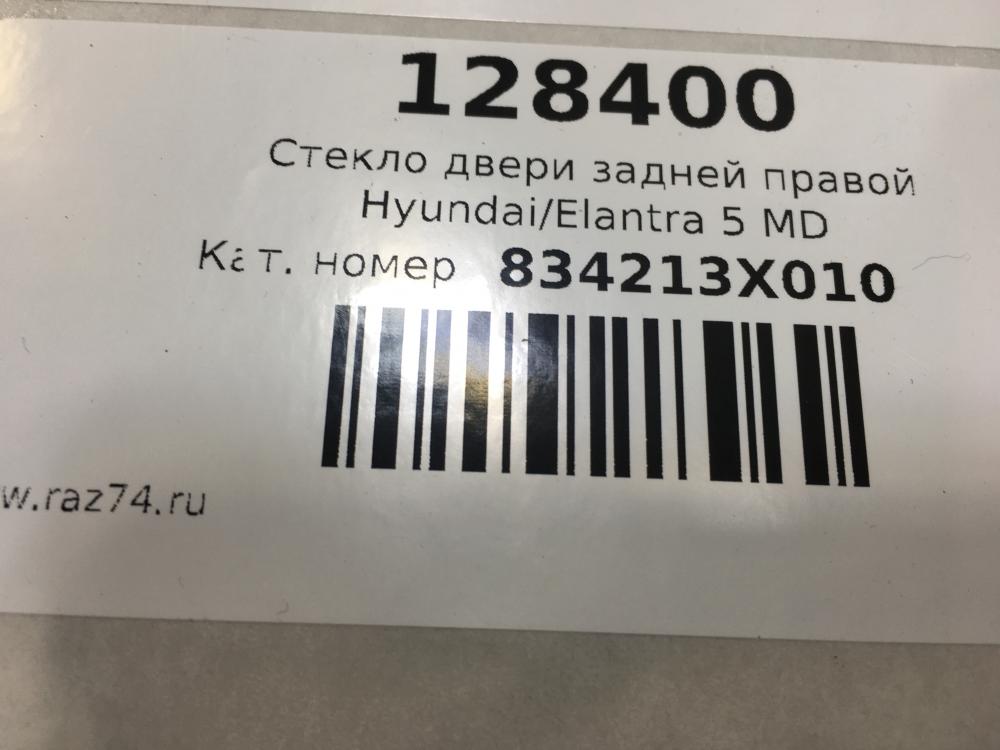 128400
Стекло двери задней правой
Hyundai/Elantra 5 MD
Кат. номер 834213X010
w.raz74.ru